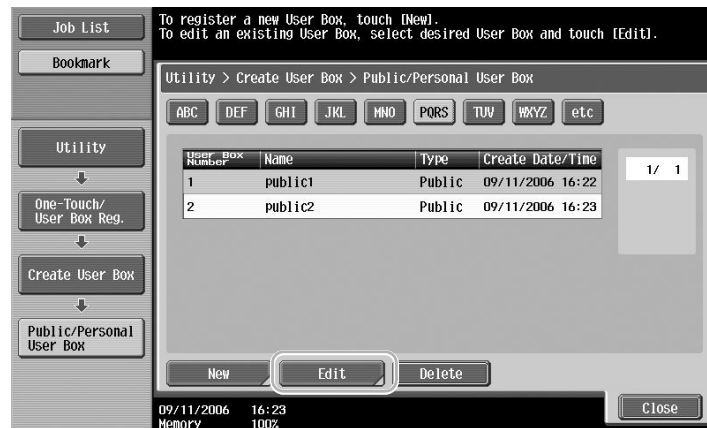 Job List
Bookmark
To register a new User Box, touch [New].
To edit an existing User Box, select desired User Box and touch [Edit].
Utility > Create User Box > Public/Personal User Box
ABC DEF GHI JKL MNO PQRS TUV WXYZ etc
Utility
One-Touch/
User Box Reg.
Create User Box
Public/Personal
User Box
User Box
Number Name Type Create Date/Time
1 public1 Public 09/11/2006 16:22
2 public2 Public 09/11/2006 16:23
1/ 1
New Edit Delete
09/11/2006 16:23
Memory 100%
Close